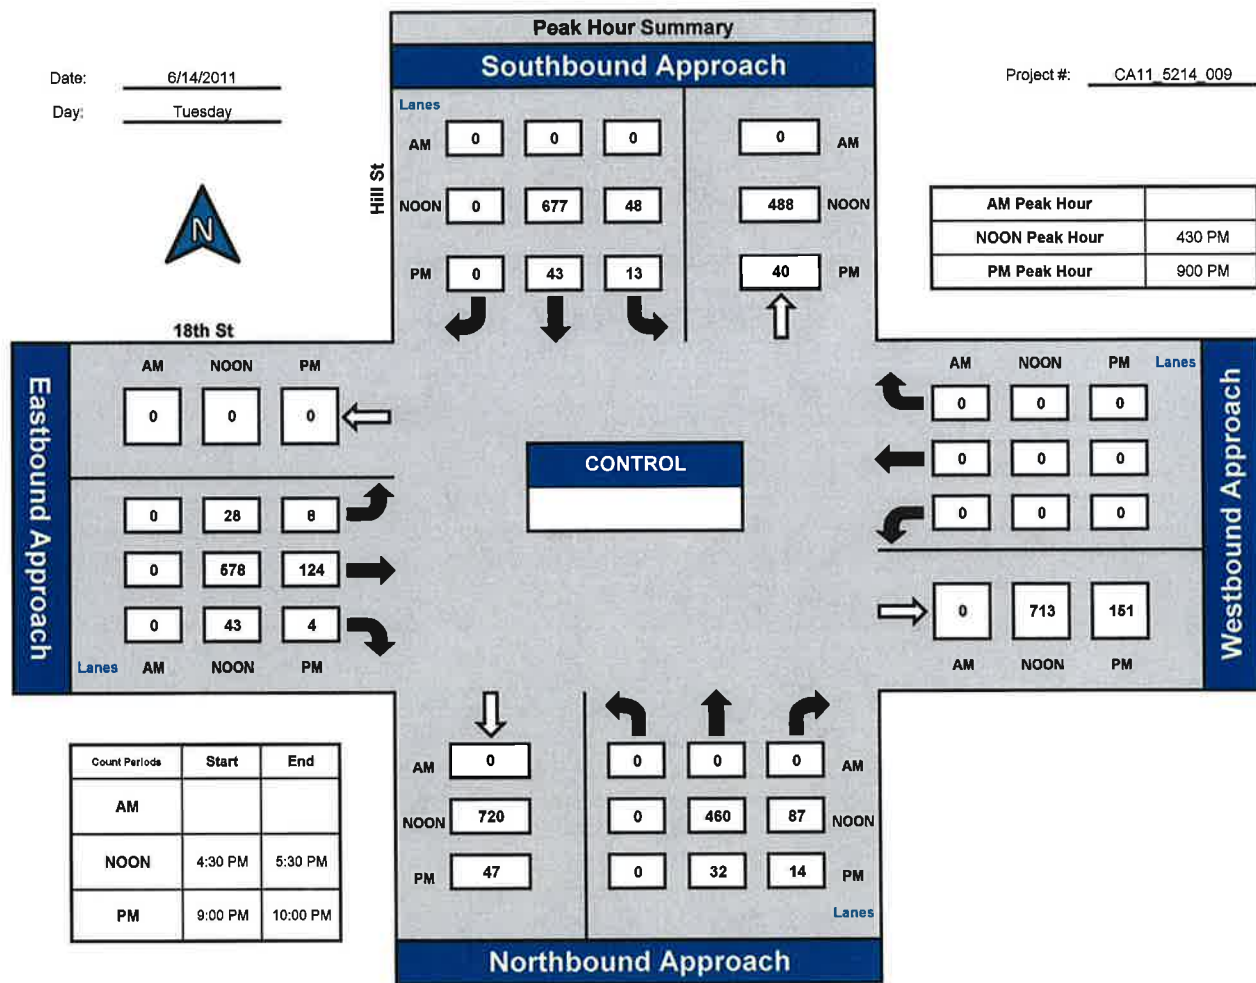 Peak Hour Summary
Southbound Approach
Date: 6/14/2011
Day: Tuesday
Project #: CA11_5214_009
N
Hill St
Lanes
AM 0 0 0 0 AM
NOON 0 677 48 488 NOON
PM 0 43 13 40 PM
AM Peak Hour
NOON Peak Hour 430 PM
PM Peak Hour 900 PM
18th St
Eastbound Approach
AM NOON PM
0 0 0
0 28 8
0 578 124
0 43 4
Lanes AM NOON PM
CONTROL
AM NOON PM Lanes
0 0 0
0 0 0
0 0 0
0 713 151
AM NOON PM
Westbound Approach
Count Periods Start End
AM
NOON 4:30 PM 5:30 PM
PM 9:00 PM 10:00 PM
AM 0 0 0 0 AM
NOON 720 0 460 87 NOON
PM 47 0 32 14 PM
Lanes
Northbound Approach